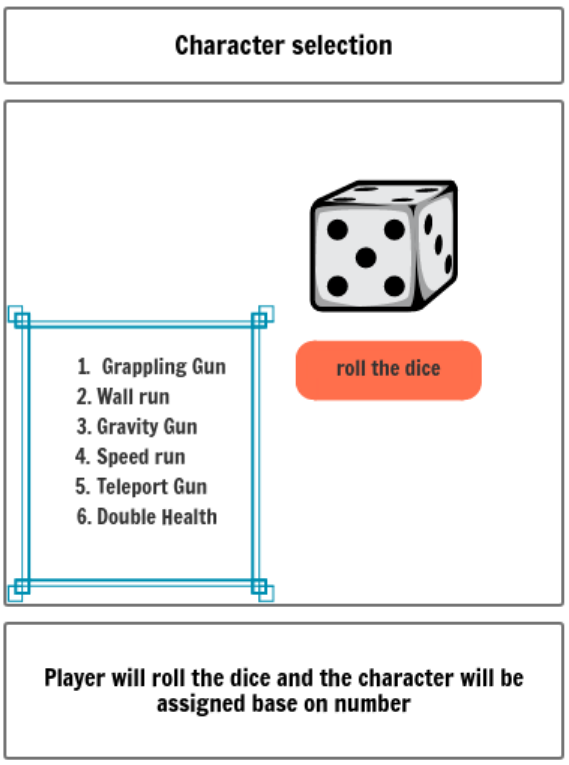 Character selection
1. Grappling Gun
2. Wall run
3. Gravity Gun
4. Speed run
5. Teleport Gun
6. Double Health
roll the dice
Player will roll the dice and the character will be
assigned base on number